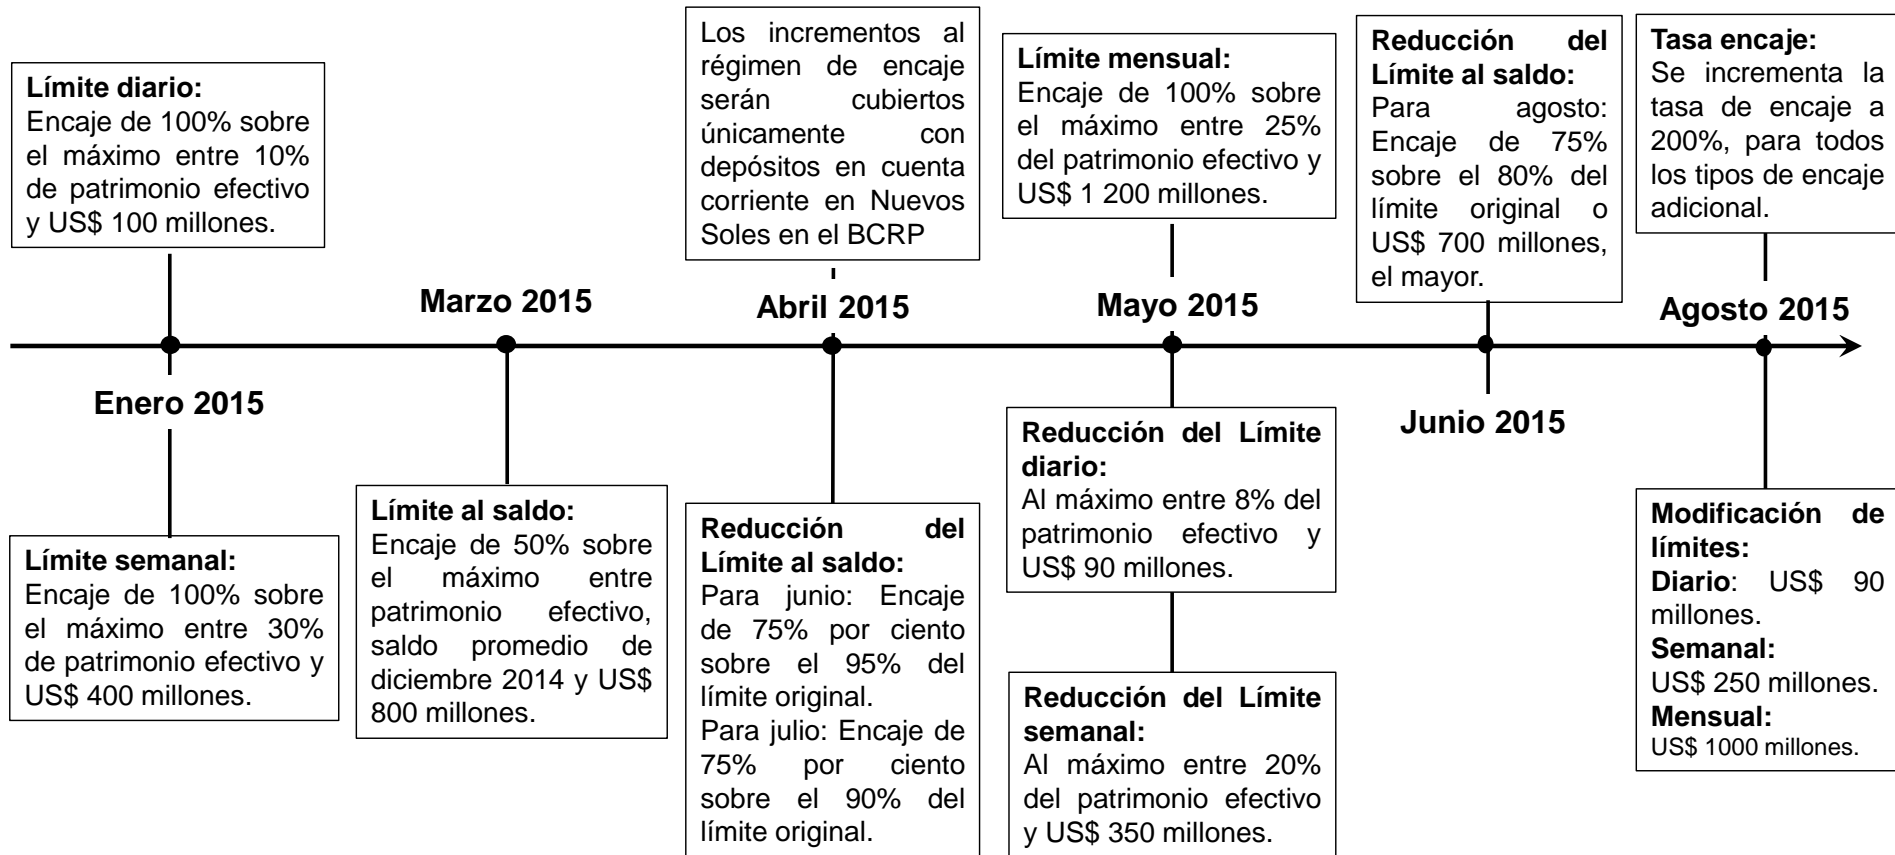 Límite diario:
Encaje de 100% sobre
el máximo entre 10%
de patrimonio efectivo
y US$ 100 millones.
Enero 2015
Límite semanal:
Encaje de 100% sobre
el máximo entre 30%
de patrimonio efectivo y
US$ 400 millones.
Marzo 2015
Límite al saldo:
Encaje de 50% sobre
el máximo entre
patrimonio efectivo,
saldo promedio de
diciembre 2014 y US$
800 millones.
Los incrementos al
régimen de encaje
serán cubiertos
únicamente con
depósitos en cuenta
corriente en Nuevos
Soles en el BCRP
Abril 2015
Reducción del
Límite al saldo:
Para junio: Encaje
de 75% por ciento
sobre el 95% del
límite original.
Para julio: Encaje de
75% por ciento
sobre el 90% del
límite original.
Límite mensual:
Encaje de 100% sobre
el máximo entre 25%
del patrimonio efectivo y
US$ 1 200 millones.
Mayo 2015
Reducción del Límite
diario:
Al máximo entre 8% del
patrimonio efectivo y
US$ 90 millones.
Reducción del Límite
semanal:
Al máximo entre 20%
del patrimonio efectivo
y US$ 350 millones.
Reducción del
Límite al saldo:
Para agosto:
Encaje de 75%
sobre el 80% del
límite original o
US$ 700 millones,
el mayor.
Junio 2015
Tasa encaje:
Se incrementa la
tasa de encaje a
200%, para todos
los tipos de encaje
adicional.
Agosto 2015
Modificación de
límites:
Diario: US$ 90
millones.
Semanal:
US$ 250 millones.
Mensual:
US$ 1000 millones.